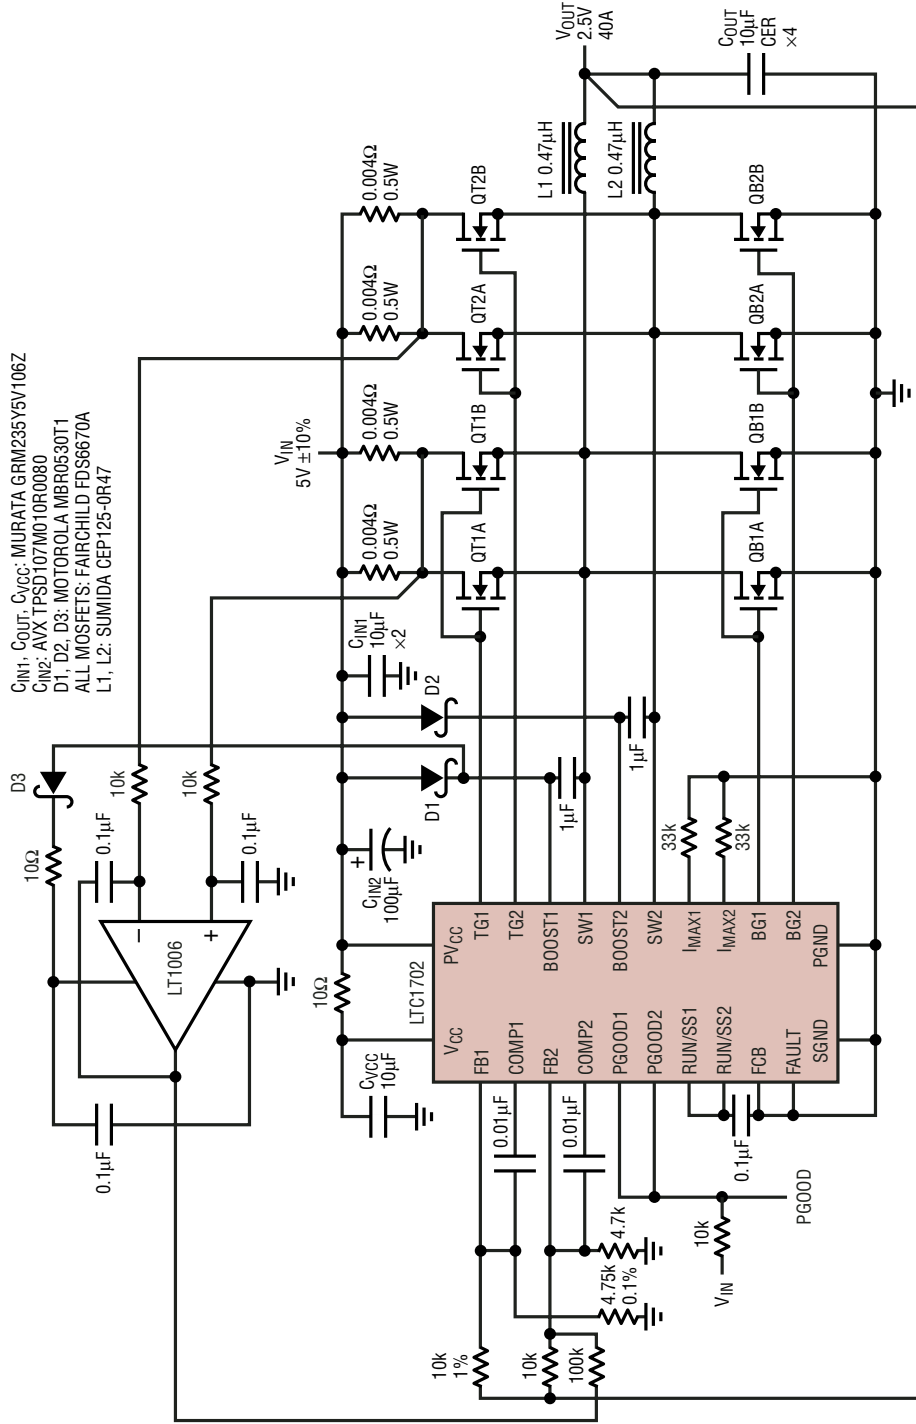 C_IN1, C_OUT, C_VCC: MURATA GRM235Y5V106Z
C_IN2: AVX TPSD107M010R0080
D1, D2, D3: MOTOROLA MBR0530T1
ALL MOSFETS: FAIRCHILD FDS6670A
L1, L2: SUMIDA CEP125-0R47
D3
10Ω
0.1µF
0.1µF
LT1006
–
+
10k
10k
0.1µF
V_IN
5V ±10%
0.004Ω
0.5W
0.004Ω
0.5W
0.004Ω
0.5W
0.004Ω
0.5W
C_VCC
10µF
10Ω
+
C_IN2
100µF
D1
D2
C_IN1
10µF
×2
1µF
1µF
QT1A
QT1B
QT2A
QT2B
L1 0.47µH
L2 0.47µH
V_OUT
2.5V
40A
C_OUT
10µF
CER
×4
QB1A
QB1B
QB2A
QB2B
LTC1702
V_CC
PV_CC
FB1
TG1
COMP1
TG2
FB2
BOOST1
COMP2
SW1
PGOOD1
BOOST2
PGOOD2
SW2
RUN/SS1
I_MAX1
RUN/SS2
I_MAX2
FCB
BG1
FAULT
BG2
SGND
PGND
33k
33k
0.01µF
0.01µF
0.1µF
10k
1%
10k
100k
4.75k
0.1%
4.7k
V_IN
10k
PGOOD